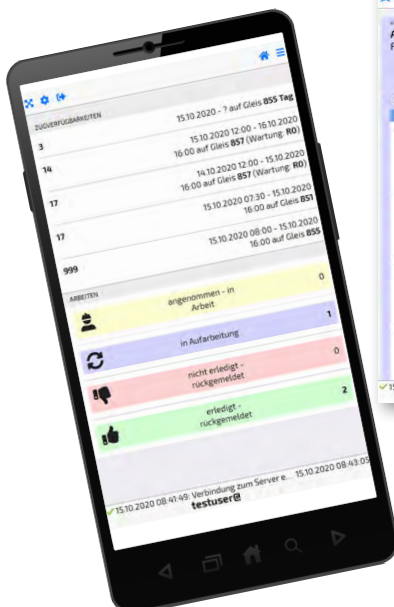 ZUGVERFÜGBARKEITEN
3 15.10.2020 - ? auf Gleis 855 Tag
14 15.10.2020 12:00 - 16.10.2020
16:00 auf Gleis 857 (Wartung: R0)
17 14.10.2020 12:00 - 15.10.2020
16:00 auf Gleis 857 (Wartung: R0)
17 15.10.2020 07:30 - 15.10.2020
16:00 auf Gleis 851
999 15.10.2020 08:00 - 15.10.2020
16:00 auf Gleis 855
ARBEITEN
angenommen - in 0
Arbeit
in Aufarbeitung 1
nicht erledigt - 0
rückgemeldet
erledigt - 2
rückgemeldet
15.10.2020 08:41:49: Verbindung zum Server e... 15.10.2020 08:43:05
testuser@